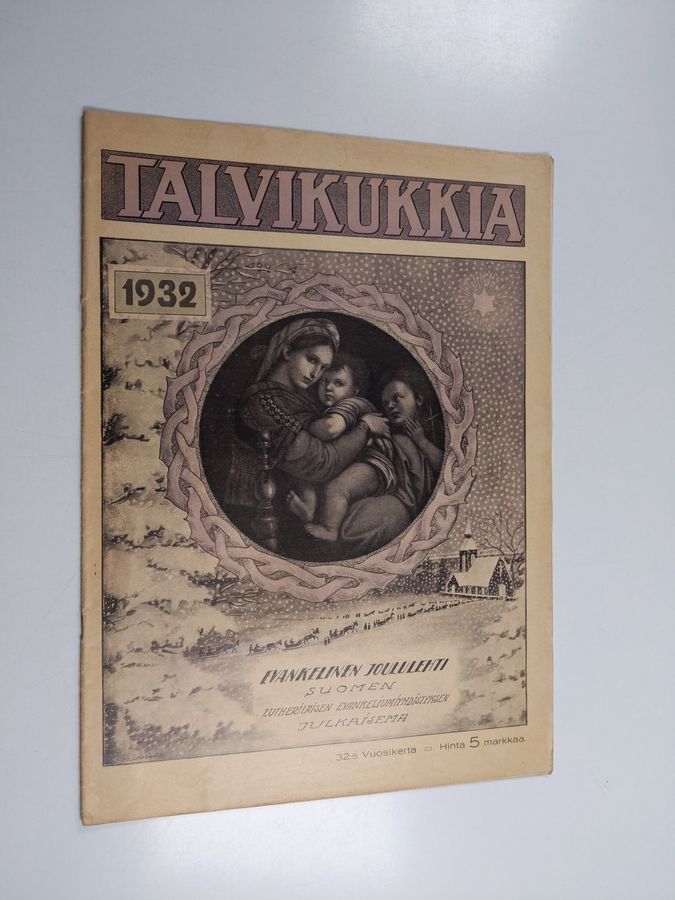 TALVIKUKKIA
1932
EVANKELINEN JOULULEHTI
SUOMEN
LUTHERILAISEN EVANKELIUMIYHDISTYKSEN
JULKAISEMA
32:s Vuosikerta Hinta 5 markkaa.